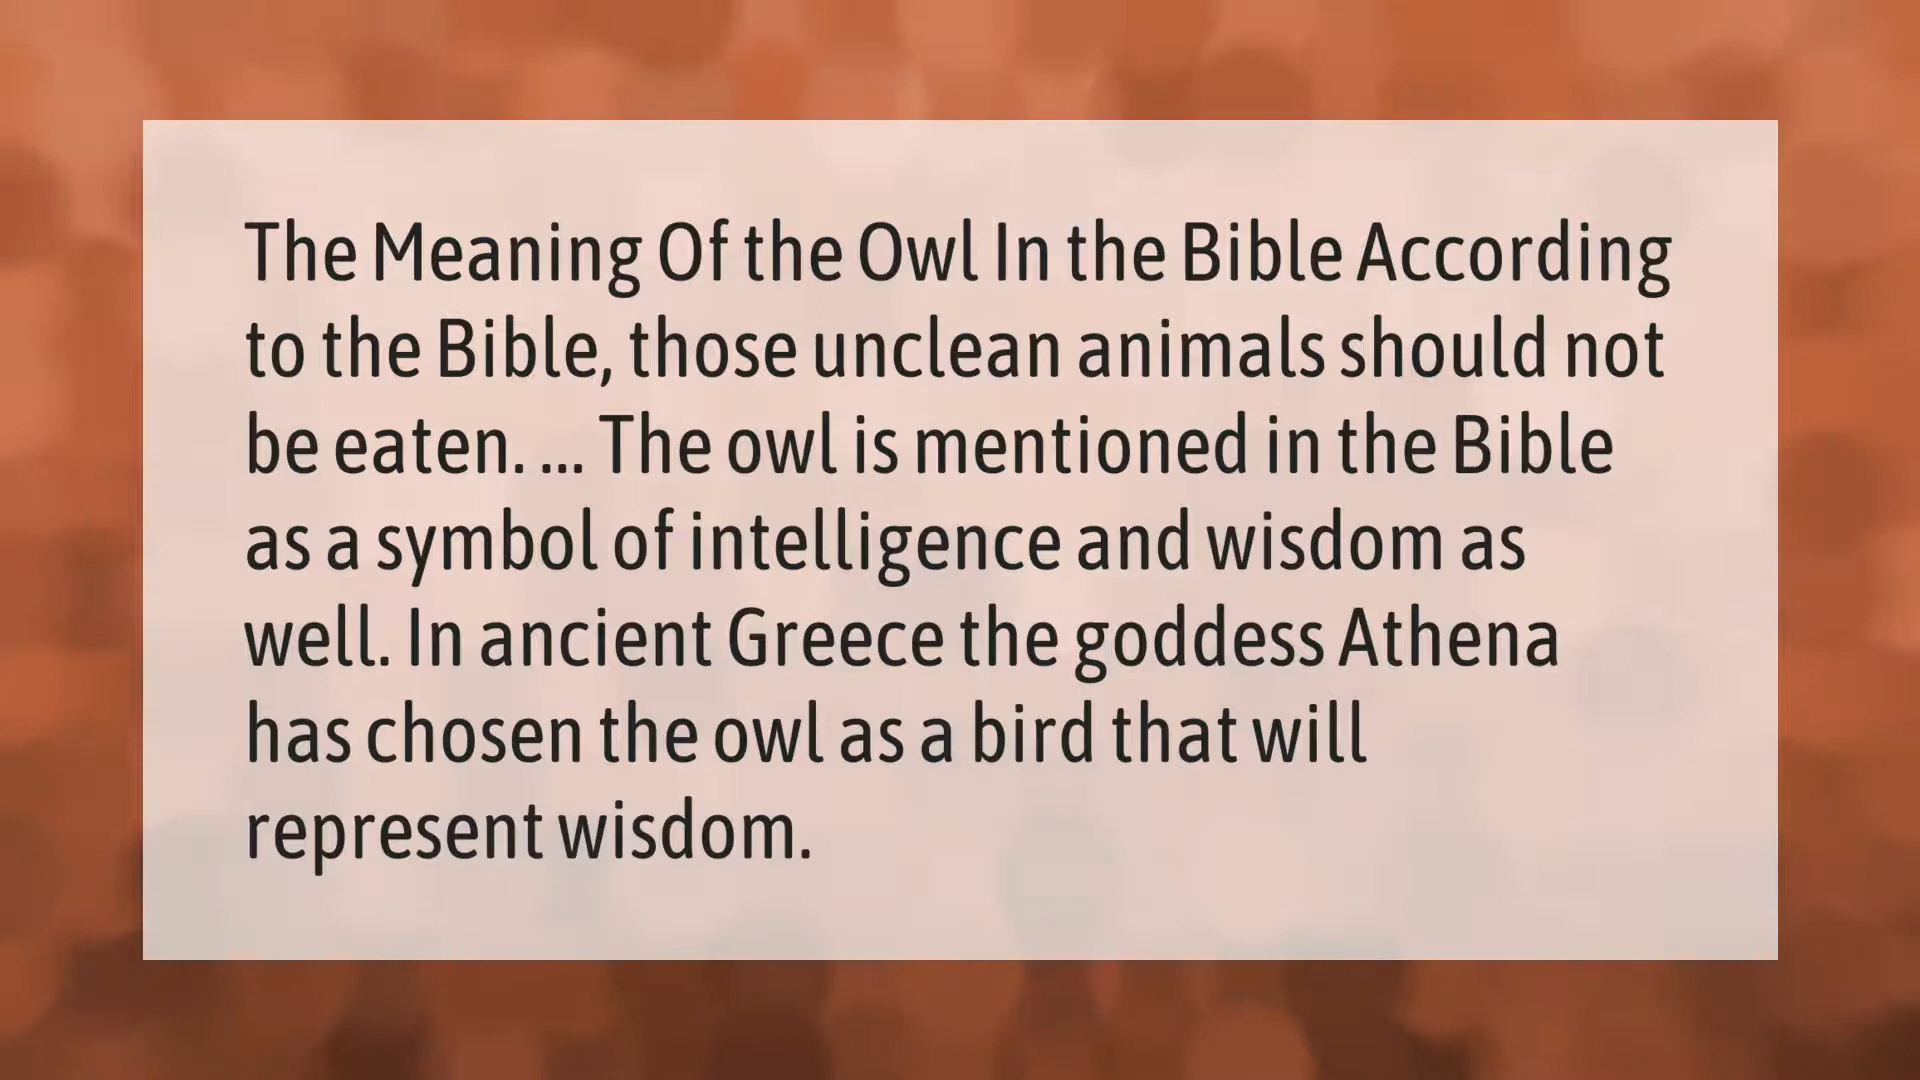 The Meaning Of the Owl In the Bible According
to the Bible, those unclean animals should not
be eaten. ... The owl is mentioned in the Bible
as a symbol of intelligence and wisdom as
well. In ancient Greece the goddess Athena
has chosen the owl as a bird that will
represent wisdom.